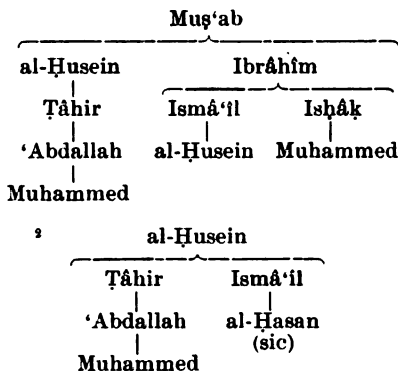 Muṣ‘ab
al-Ḥusein Ibrâhîm
Ṭâhir Ismâ‘îl Isḥâḳ
‘Abdallah al-Ḥusein Muhammed
Muhammed
² al-Ḥusein
Ṭâhir Ismâ‘îl
‘Abdallah al-Ḥasan
(sic)
Muhammed